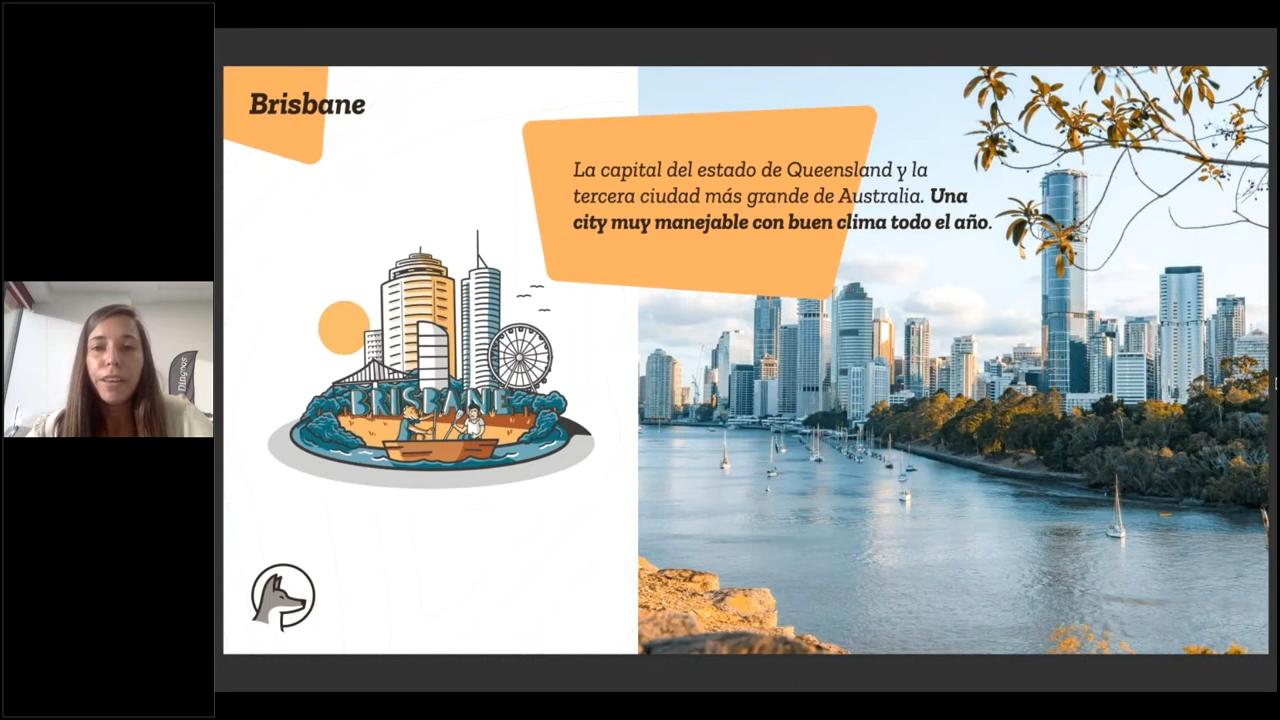 Brisbane
La capital del estado de Queensland y la
tercera ciudad más grande de Australia. Una
city muy manejable con buen clima todo el año.
BRISBANE
Dingoos